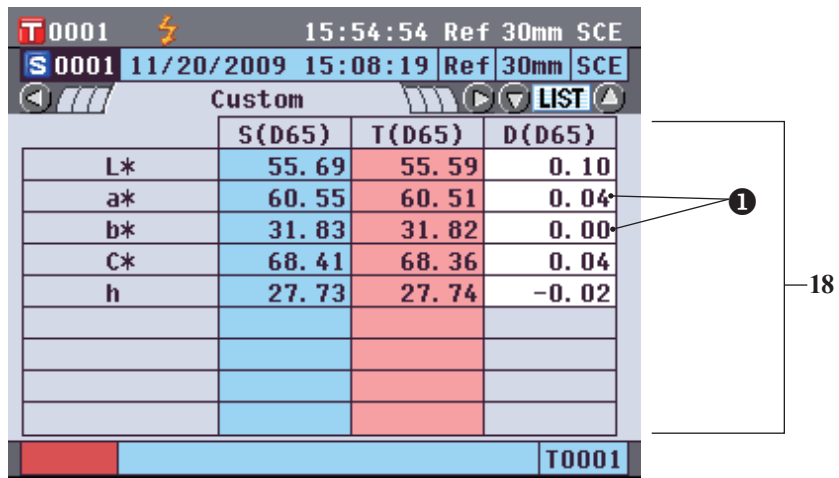 T 0001 15:54:54 Ref 30mm SCE
S 0001 11/20/2009 15:08:19 Ref 30mm SCE
Custom LIST
S(D65) T(D65) D(D65)
L* 55.69 55.59 0.10
a* 60.55 60.51 0.04
b* 31.83 31.82 0.00
C* 68.41 68.36 0.04
h 27.73 27.74 -0.02
T0001
1
18